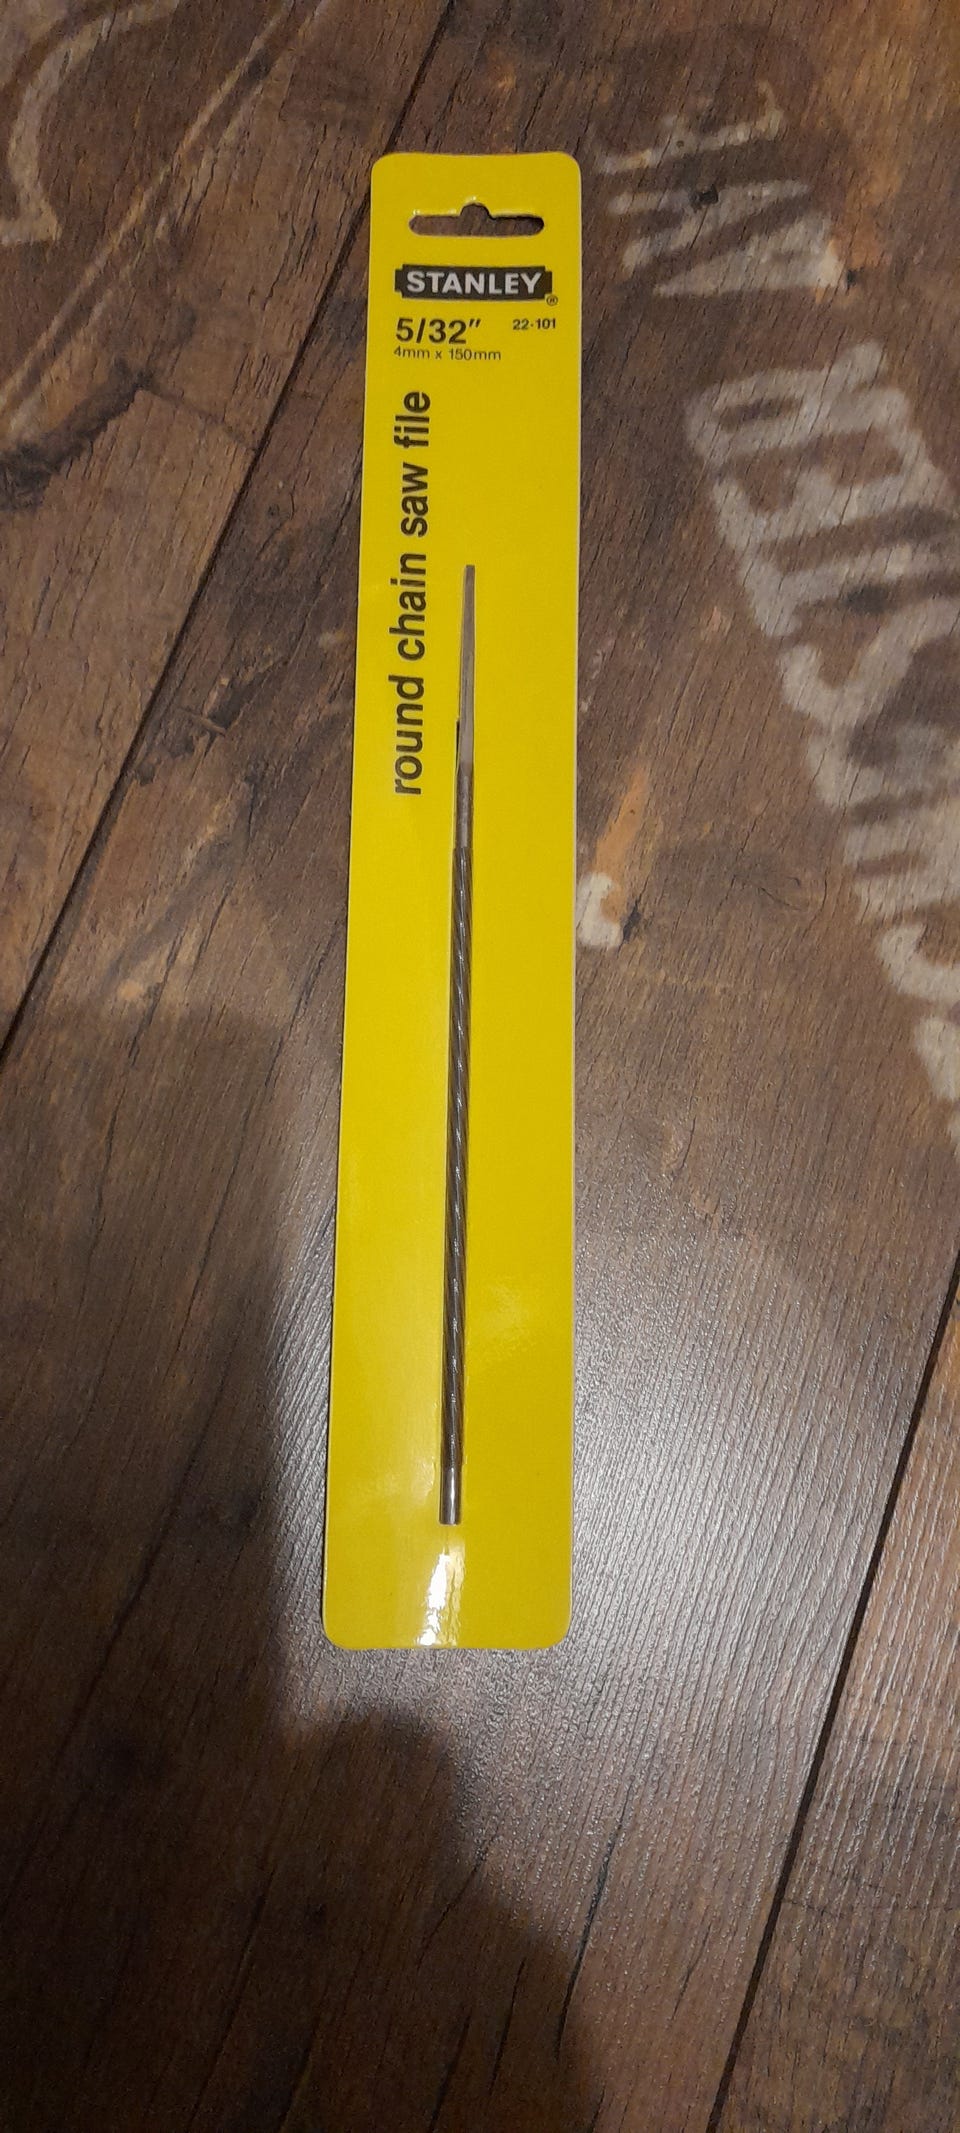 STANLEY®
5/32" 22-101
4mm x 150mm
round chain saw file